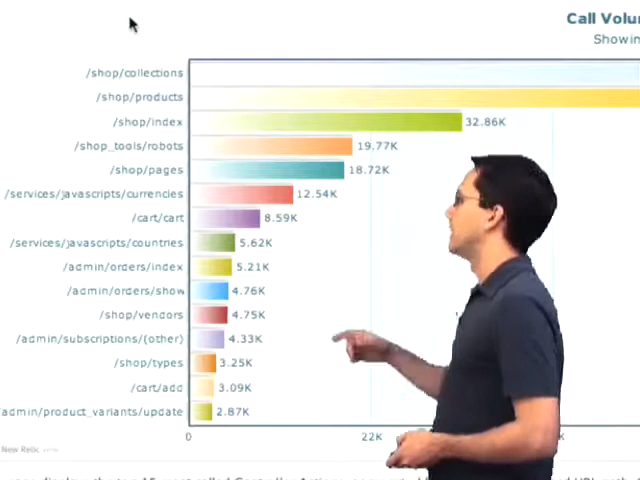 Call Volu
Showin
/shop/collections
/shop/products
/shop/index 32.86K
/shop_tools/robots 19.77K
/shop/pages 18.72K
/services/javascripts/currencies 12.54K
/cart/cart 8.59K
/services/javascripts/countries 5.62K
/admin/orders/index 5.21K
/admin/orders/show 4.76K
/shop/vendors 4.75K
/admin/subscriptions/(other) 4.33K
/shop/types 3.25K
/cart/add 3.09K
admin/product_variants/update 2.87K
0 22K K
New Relic